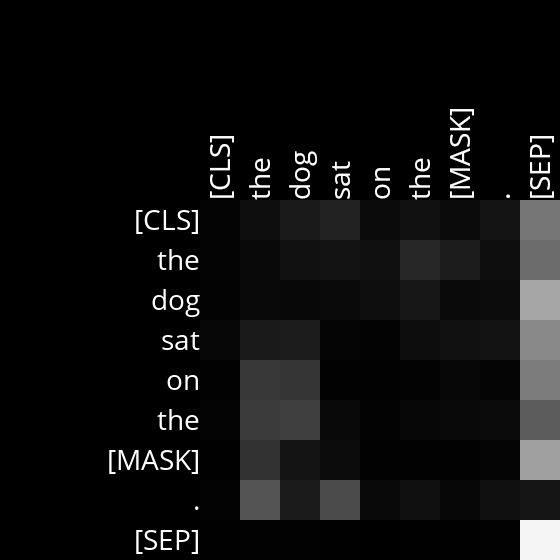 [CLS] the dog sat on the [MASK] . [SEP]
[CLS]
the
dog
sat
on
the
[MASK]
.
[SEP]